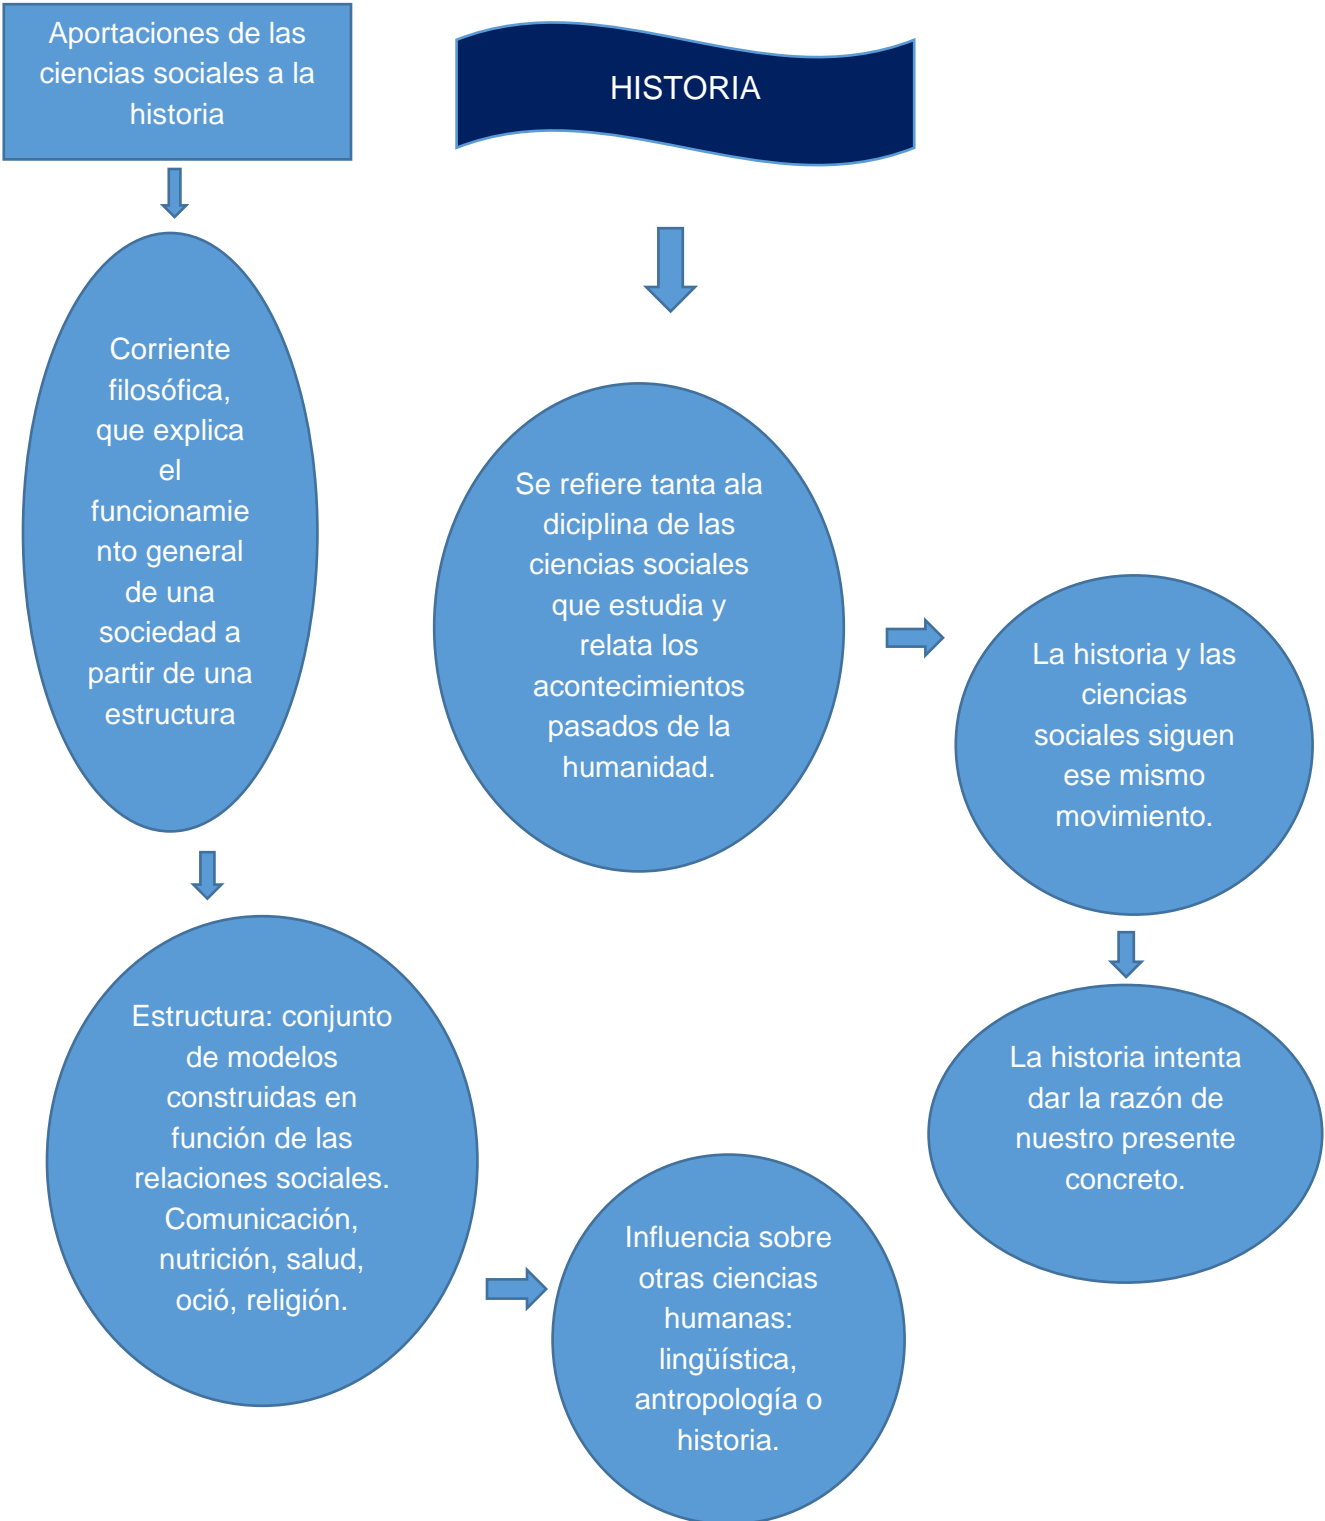 Aportaciones de las
ciencias sociales a la
historia
HISTORIA
Corriente
filosófica,
que explica
el
funcionamie
nto general
de una
sociedad a
partir de una
estructura
Se refiere tanta ala
diciplina de las
ciencias sociales
que estudia y
relata los
acontecimientos
pasados de la
humanidad.
La historia y las
ciencias
sociales siguen
ese mismo
movimiento.
Estructura: conjunto
de modelos
construidas en
función de las
relaciones sociales.
Comunicación,
nutrición, salud,
oció, religión.
La historia intenta
dar la razón de
nuestro presente
concreto.
Influencia sobre
otras ciencias
humanas:
lingüística,
antropología o
historia.